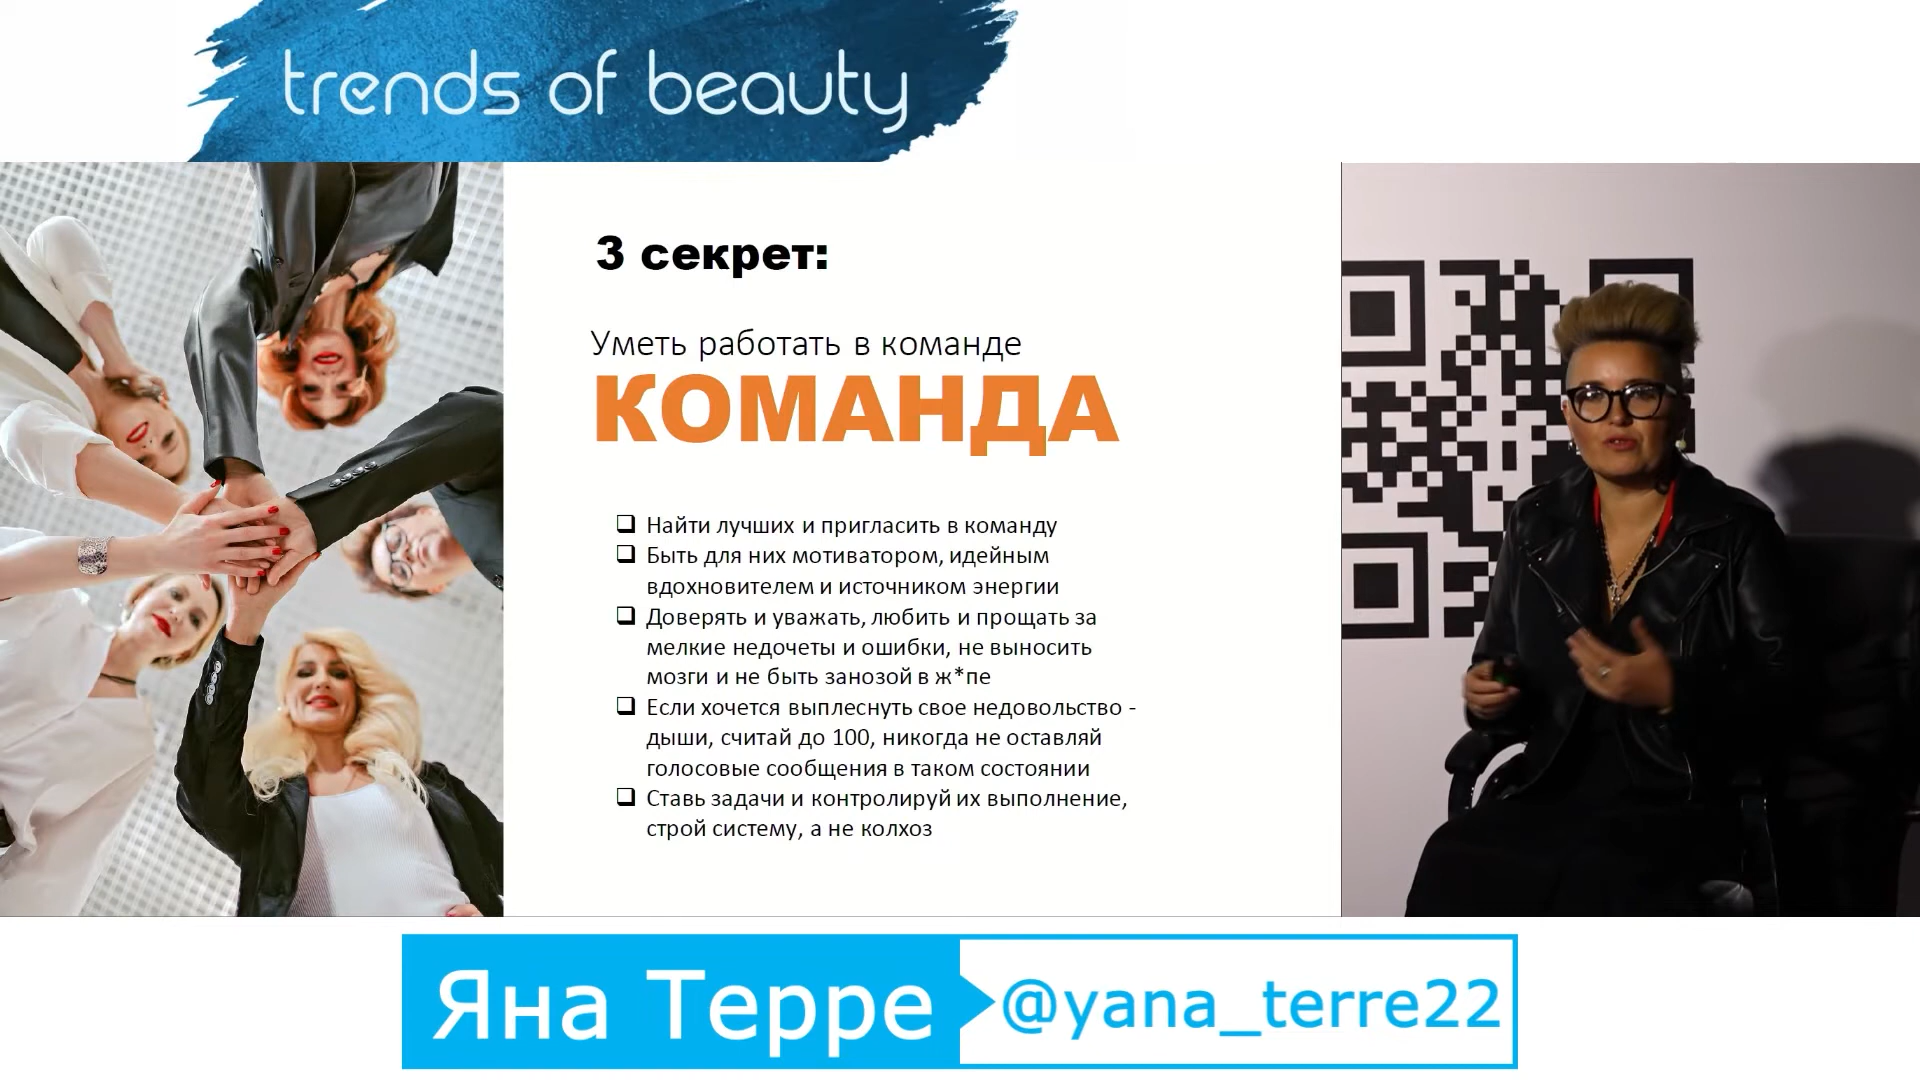 trends of beauty
3 секрет:
Уметь работать в команде
КОМАНДА
Найти лучших и пригласить в команду
Быть для них мотиватором, идейным
вдохновителем и источником энергии
Доверять и уважать, любить и прощать за
мелкие недочеты и ошибки, не выносить
мозги и не быть занозой в ж*пе
Если хочется выплеснуть свое недовольство -
дыши, считай до 100, никогда не оставляй
голосовые сообщения в таком состоянии
Ставь задачи и контролируй их выполнение,
строй систему, а не колхоз
Яна Терре
@yana_terre22